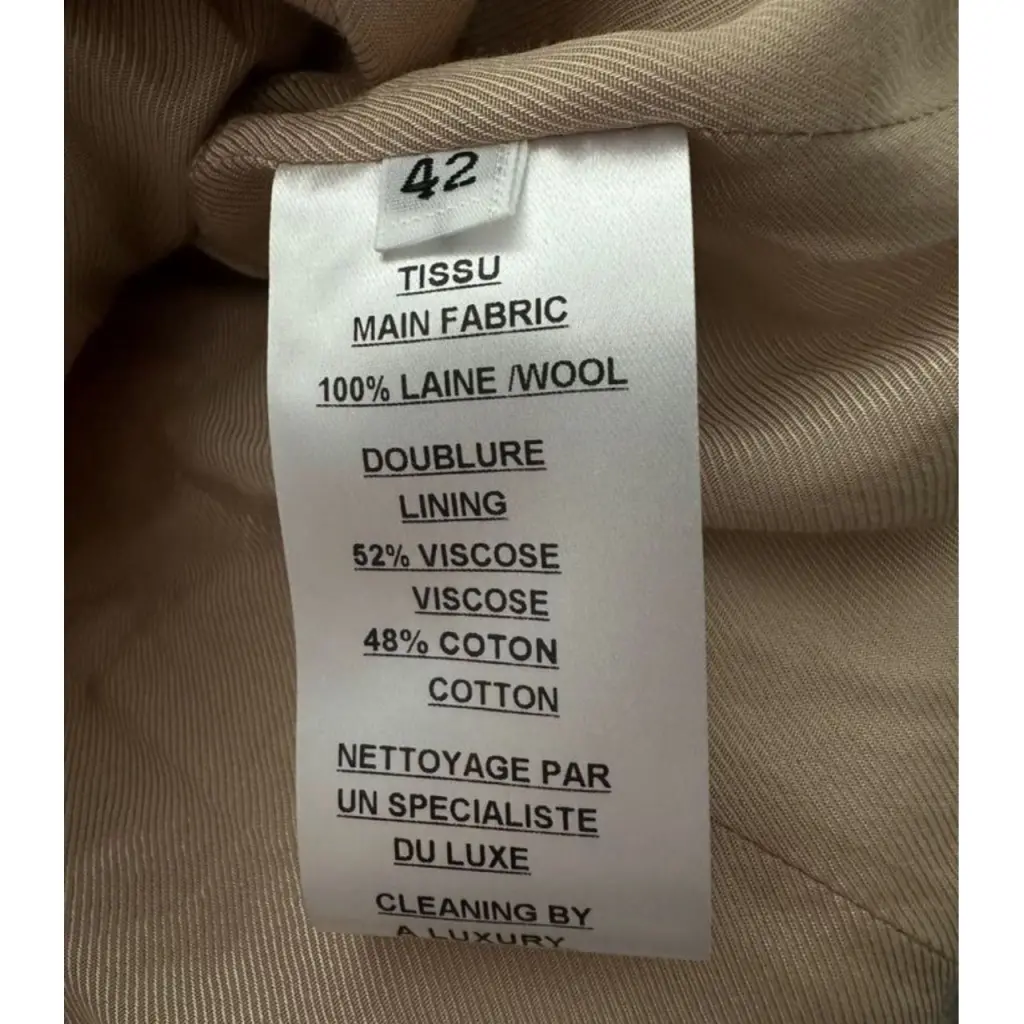 42
TISSU
MAIN FABRIC
100% LAINE /WOOL
DOUBLURE
LINING
52% VISCOSE
VISCOSE
48% COTON
COTTON
NETTOYAGE PAR
UN SPECIALISTE
DU LUXE
CLEANING BY
A LUXURY